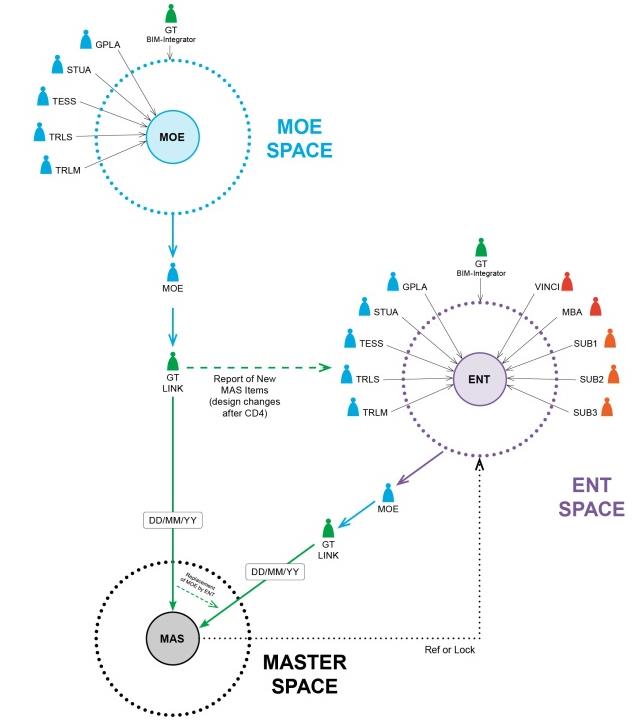 GT
BIM-Integrator
GPLA
STUA
TESS
TRLS
TRLM
MOE
MOE
SPACE
MOE
GT
LINK
Report of New
MAS Items
(design changes
after CD4)
GT
BIM-Integrator
GPLA
STUA
TESS
TRLS
TRLM
VINCI
MBA
SUB1
SUB2
SUB3
ENT
ENT
SPACE
MOE
GT
LINK
DD/MM/YY
DD/MM/YY
Replacement
of MOE by ENT
MAS
Ref or Lock
MASTER
SPACE